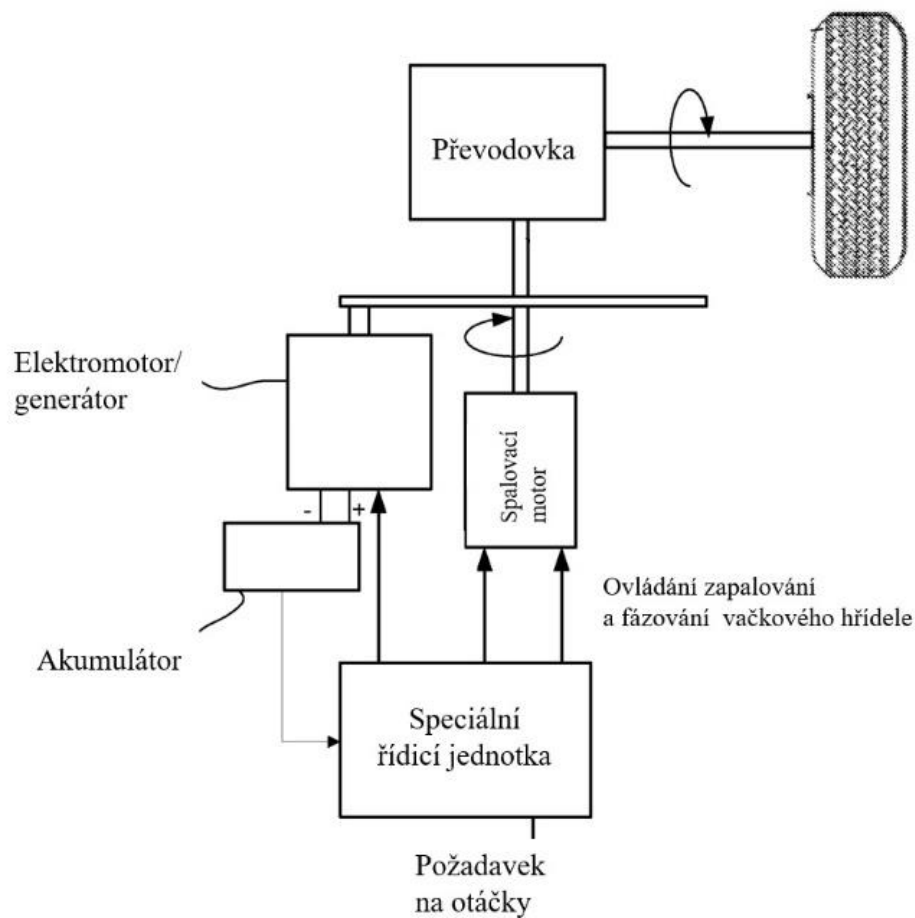 Převodovka
Elektromotor/
generátor
Spalovací
motor
- +
Ovládání zapalování
a fázování vačkového hřídele
Akumulátor
Speciální
řídicí jednotka
Požadavek
na otáčky